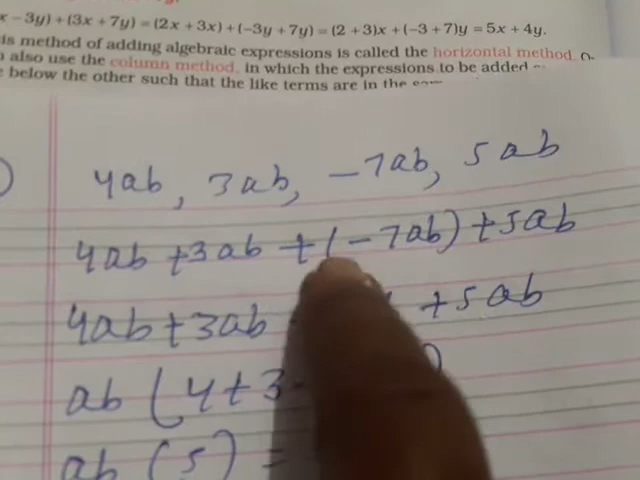 x − 3y) + (3x + 7y) = (2x + 3x) + (−3y + 7y) = (2 + 3)x + (−3 + 7)y = 5x + 4y.
is method of adding algebraic expressions is called the horizontal method.
also use the column method, in which the expressions to be added
below the other such that the like terms are in the
) 4ab, 3ab, −7ab, 5ab
4ab + 3ab + (−7ab) + 5ab
4ab + 3ab + 5ab
ab (4 + 3
ab (5) =